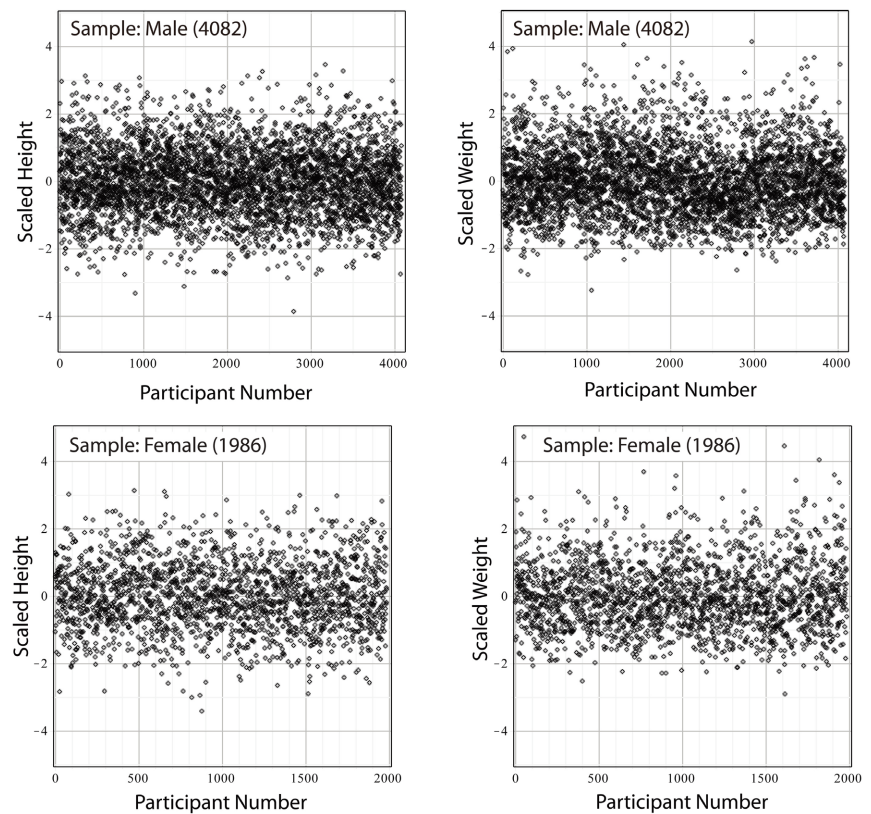 Sample: Male (4082)
4
2
0
−2
−4
Scaled Height
0 1000 2000 3000 4000
Participant Number
Sample: Male (4082)
4
2
0
−2
−4
Scaled Weight
0 1000 2000 3000 4000
Participant Number
Sample: Female (1986)
4
2
0
−2
−4
Scaled Height
0 500 1000 1500 2000
Participant Number
Sample: Female (1986)
4
2
0
−2
−4
Scaled Weight
0 500 1000 1500 2000
Participant Number